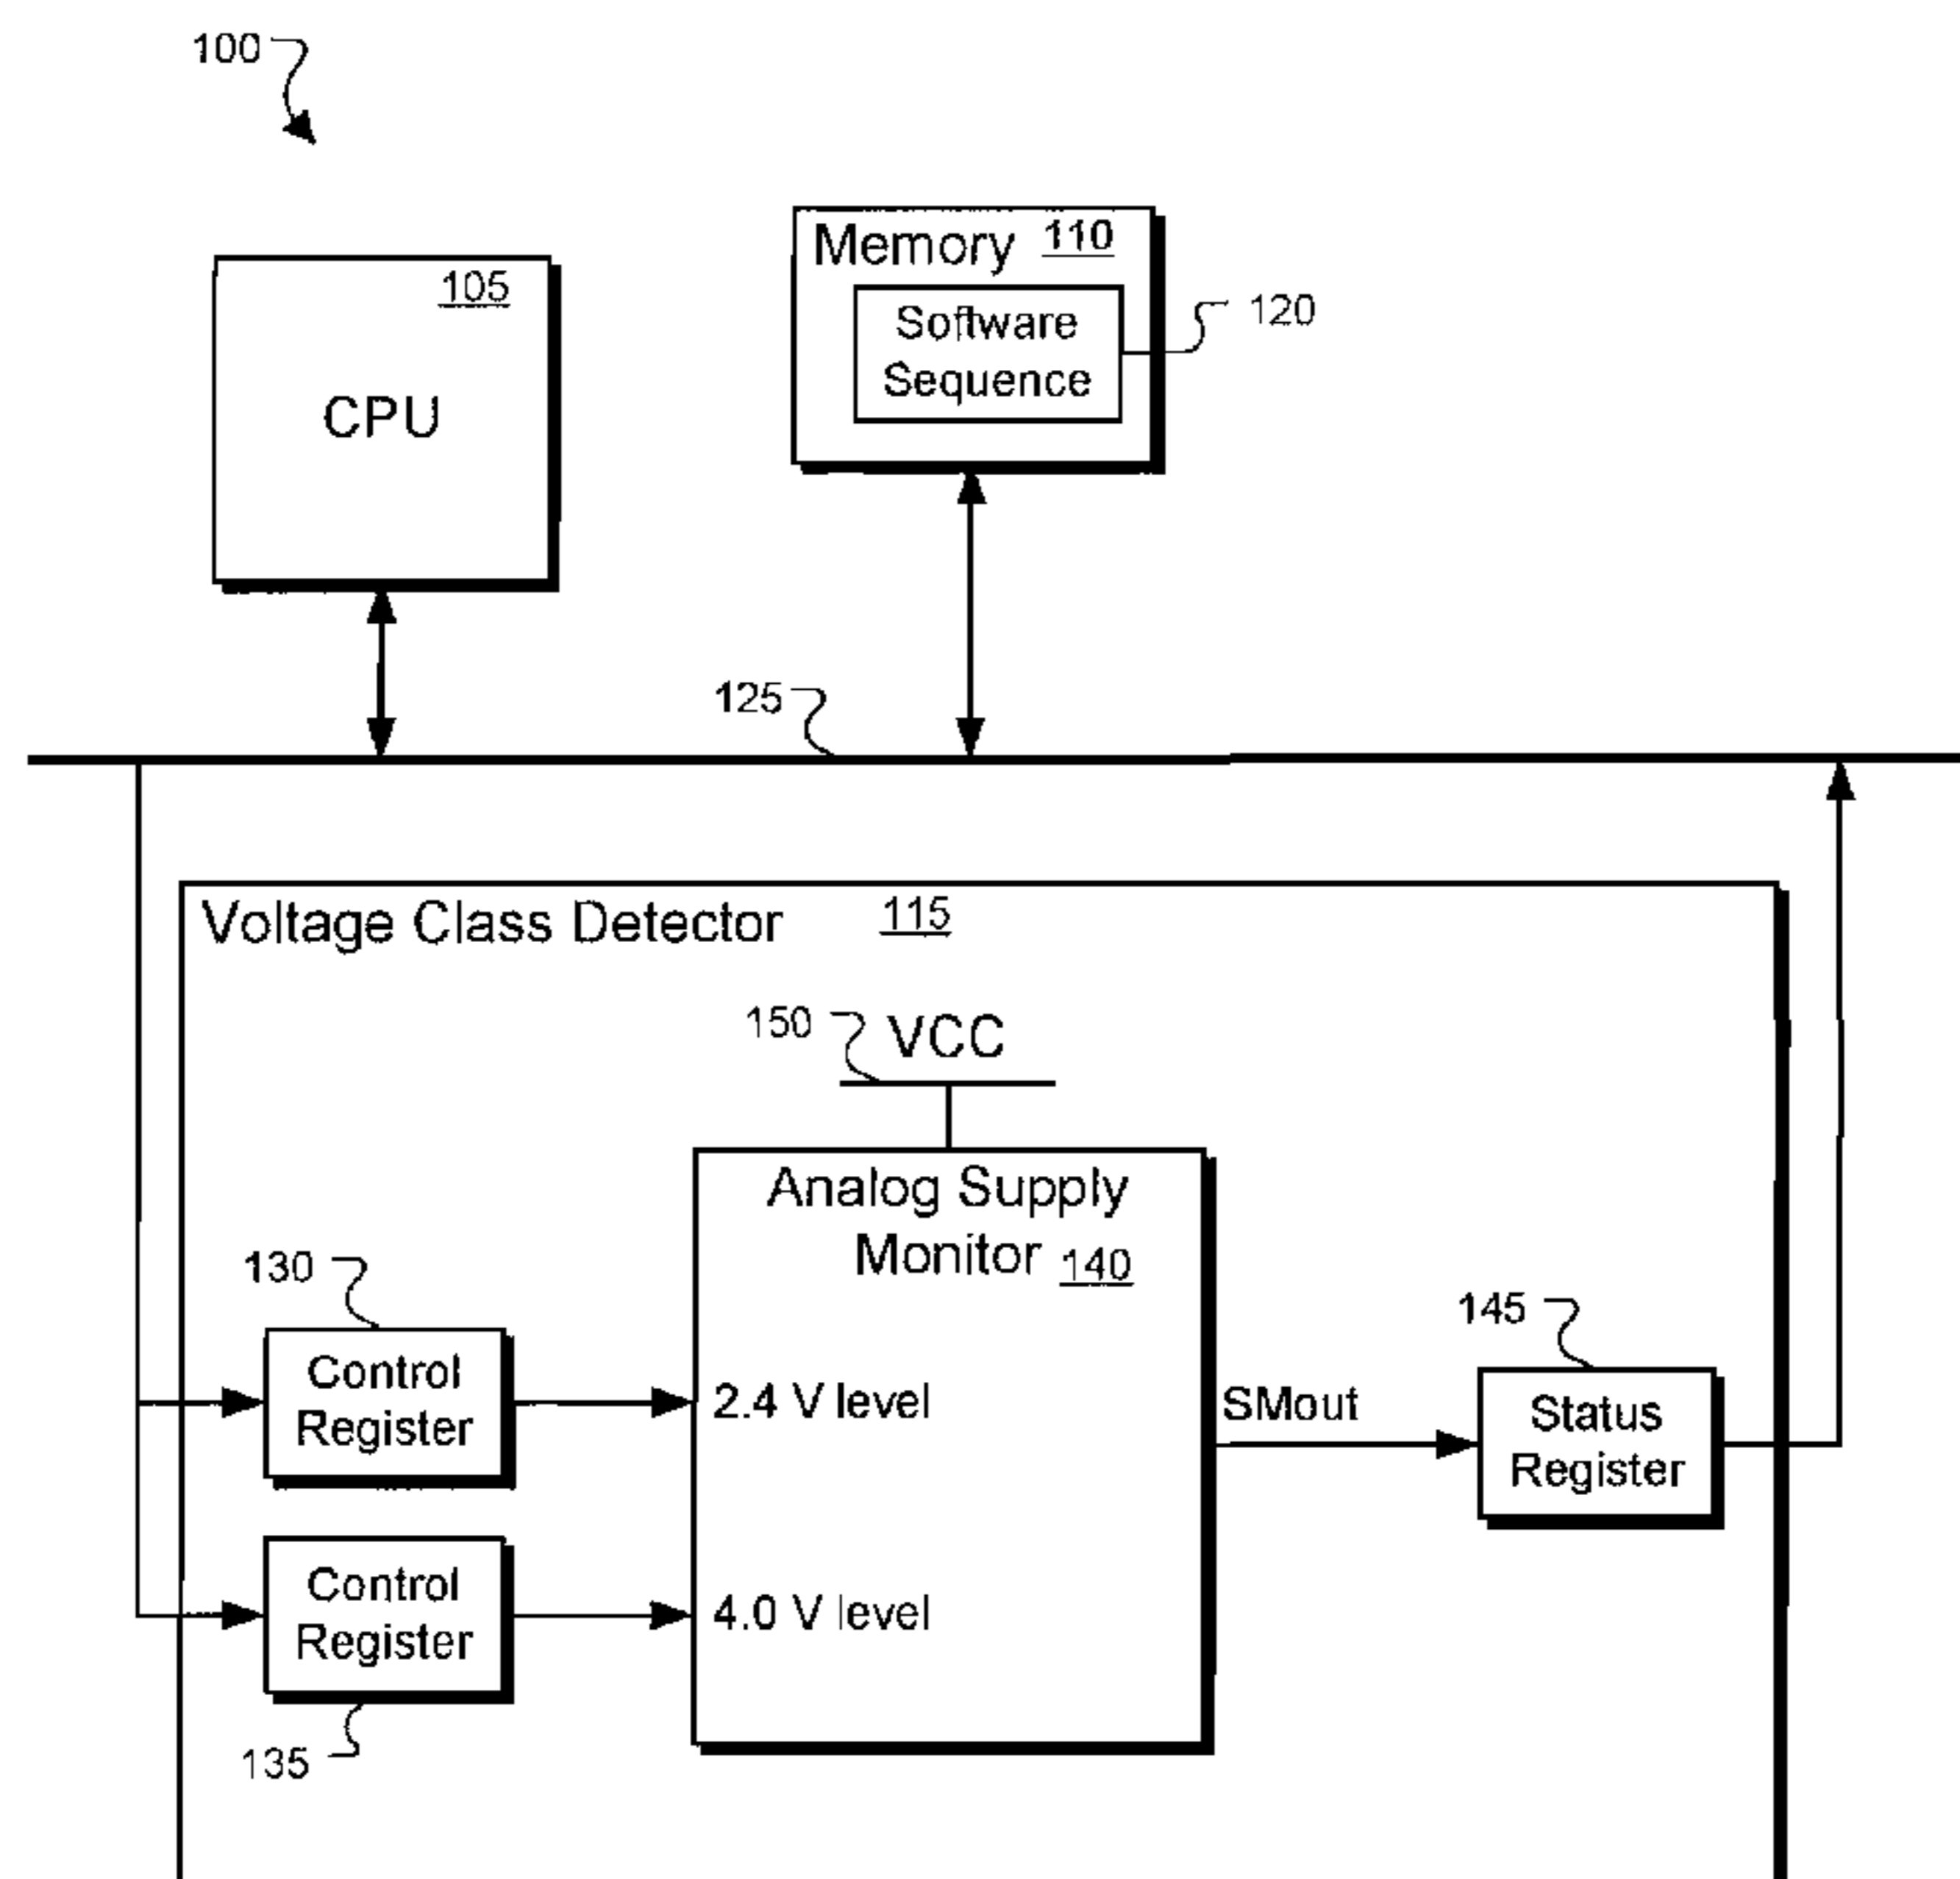 100
Memory 110
105
Software
Sequence
120
CPU
125
Voltage Class Detector 115
150
VCC
Analog Supply
Monitor 140
130
145
Control
Register
2.4 V level
SMout
Status
Register
Control
Register
4.0 V level
135